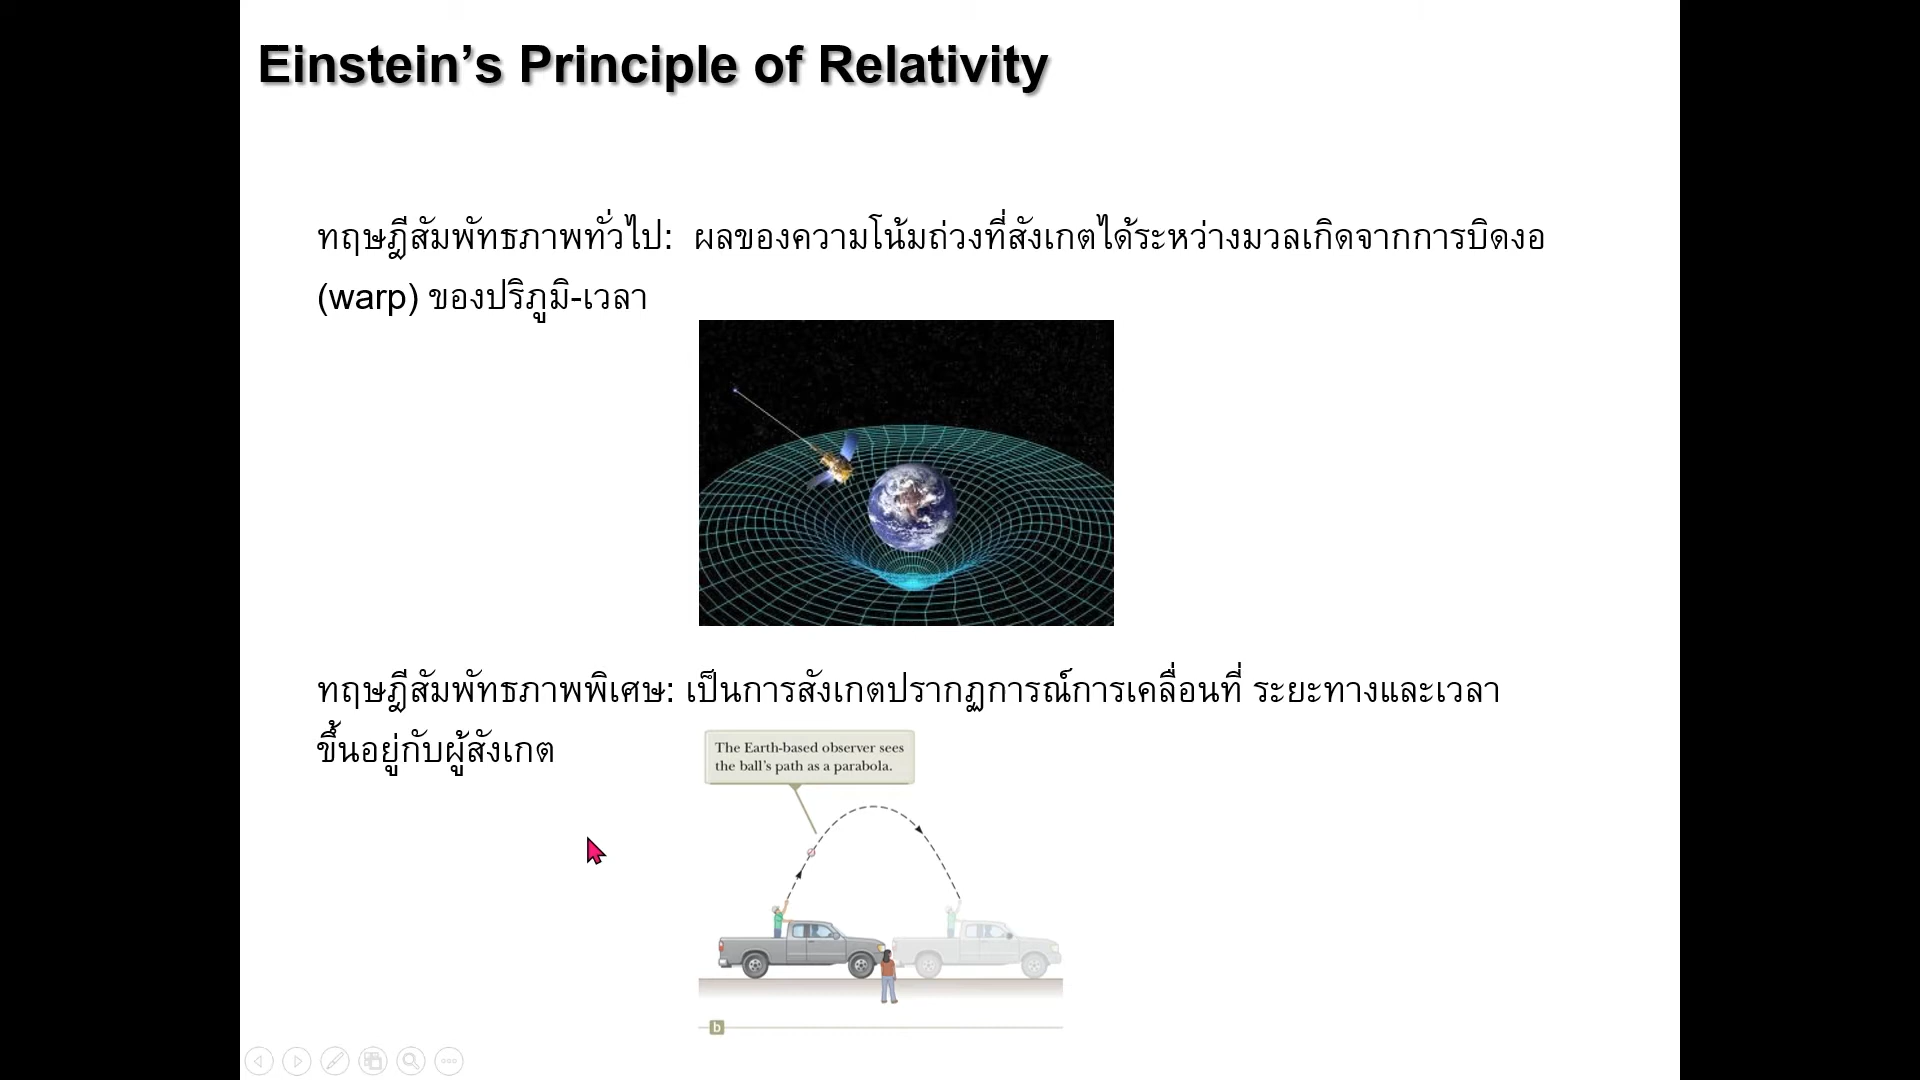 Einstein’s Principle of Relativity
ทฤษฎีสัมพัทธภาพทั่วไป: ผลของความโน้มถ่วงที่สังเกตได้ระหว่างมวลเกิดจากการบิดงอ
(warp) ของปริภูมิ-เวลา
ทฤษฎีสัมพัทธภาพพิเศษ: เป็นการสังเกตปรากฏการณ์การเคลื่อนที่ ระยะทางและเวลา
ขึ้นอยู่กับผู้สังเกต
The Earth-based observer sees
the ball’s path as a parabola.
b